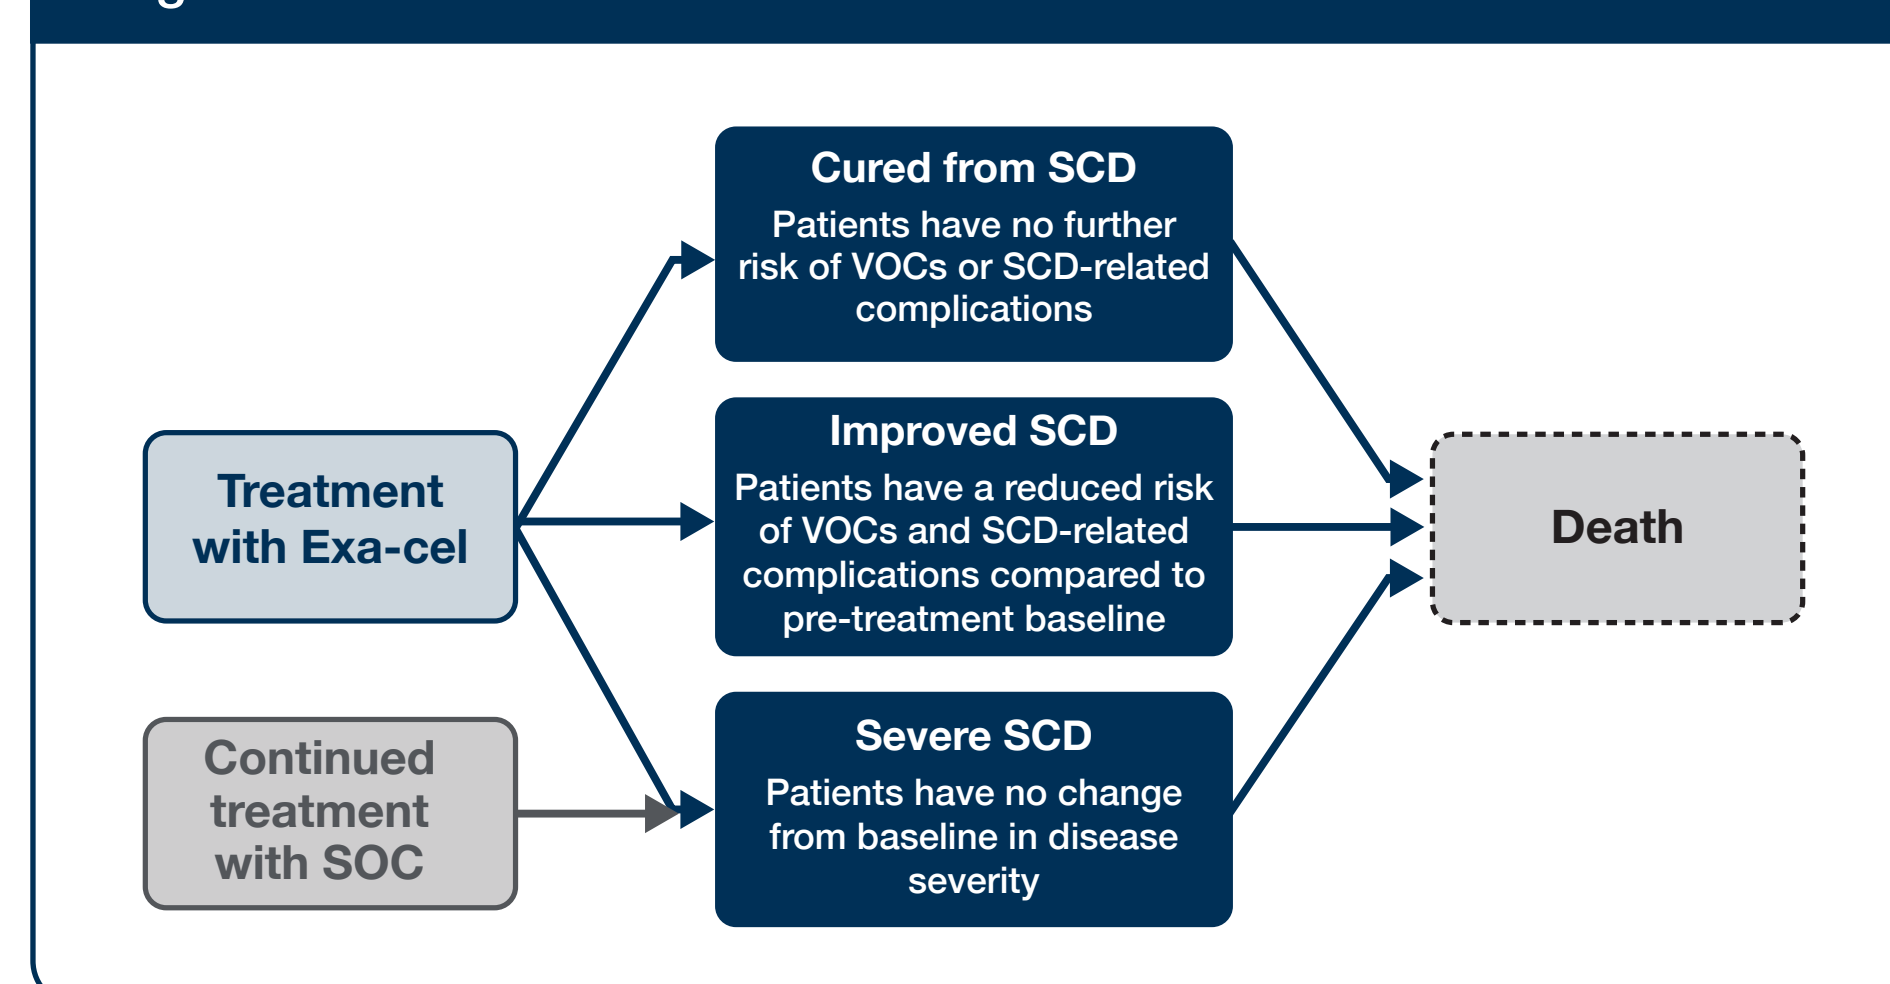 Cured from SCD
Patients have no further
risk of VOCs or SCD-related
complications
Treatment
with Exa-cel
Improved SCD
Patients have a reduced risk
of VOCs and SCD-related
complications compared to
pre-treatment baseline
Death
Continued
treatment
with SOC
Severe SCD
Patients have no change
from baseline in disease
severity